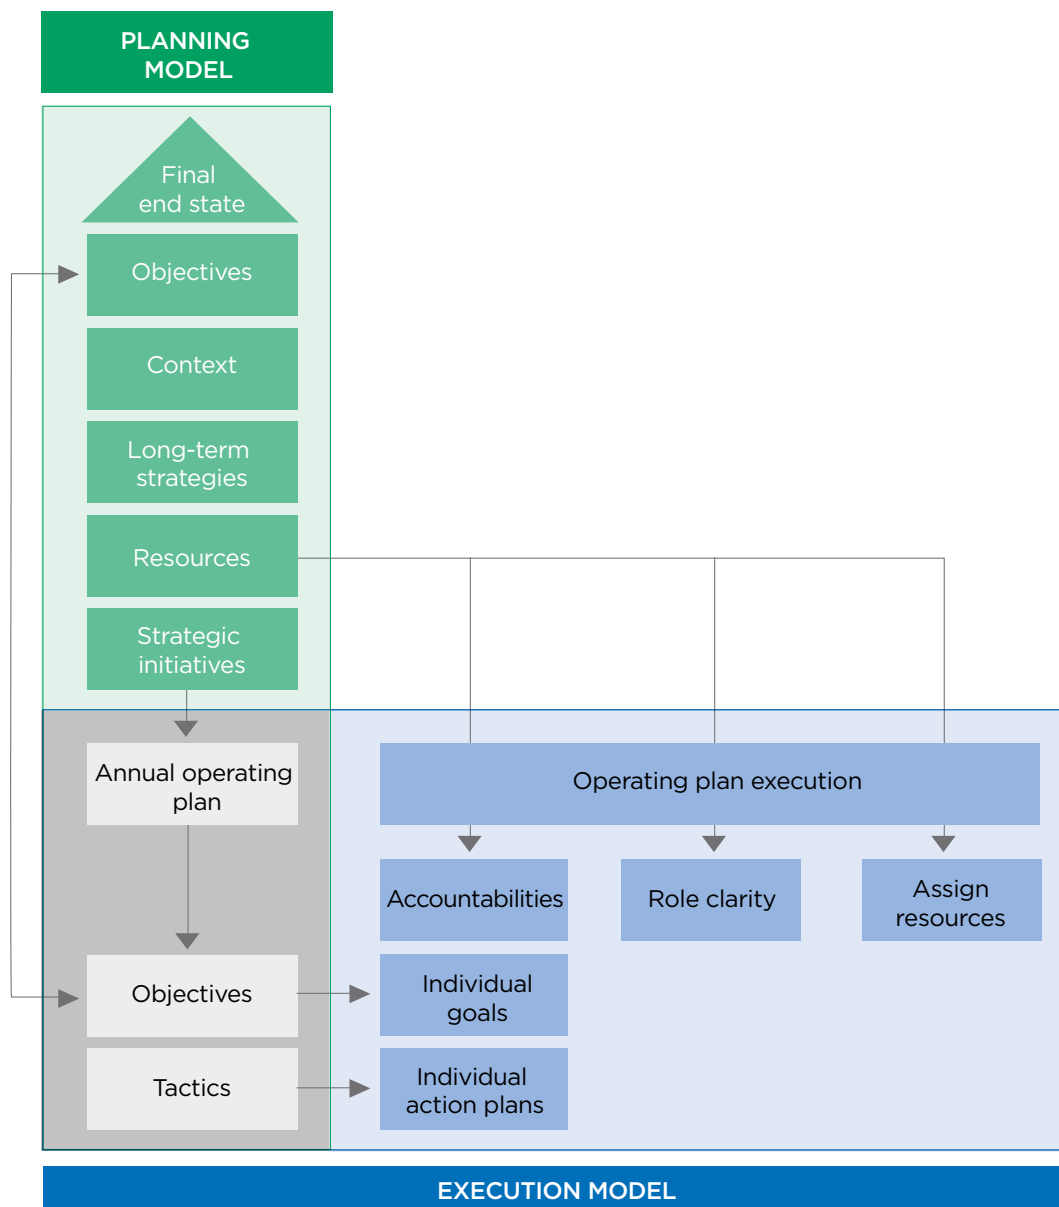 PLANNING
MODEL
Final
end state
Objectives
Context
Long-term
strategies
Resources
Strategic
initiatives
Annual operating
plan
Operating plan execution
Accountabilities
Role clarity
Assign
resources
Objectives
Individual
goals
Tactics
Individual
action plans
EXECUTION MODEL